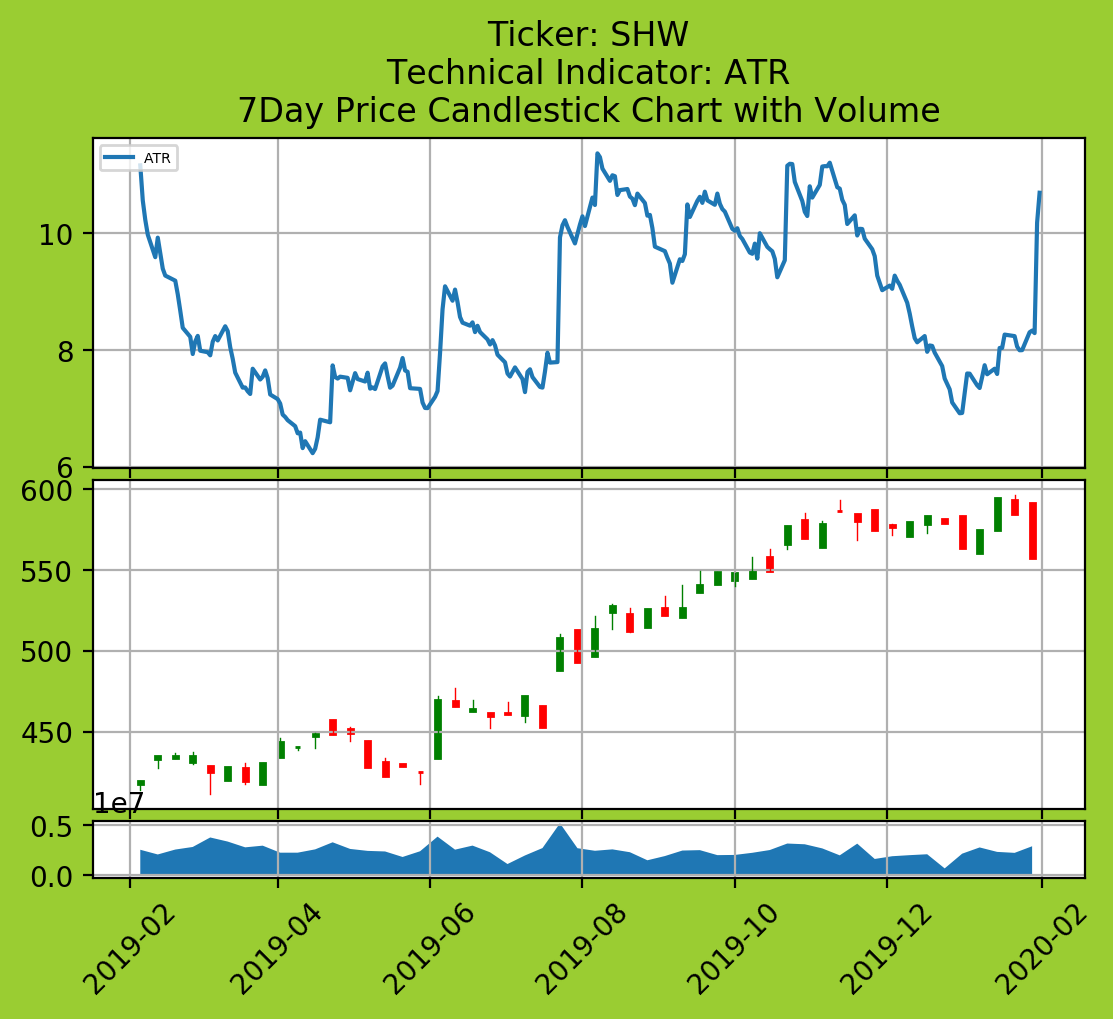 Ticker: SHW
Technical Indicator: ATR
7Day Price Candlestick Chart with Volume
ATR
10
8
6
600
550
500
450
1e7
0.5
0.0
2019-02 2019-04 2019-06 2019-08 2019-10 2019-12 2020-02